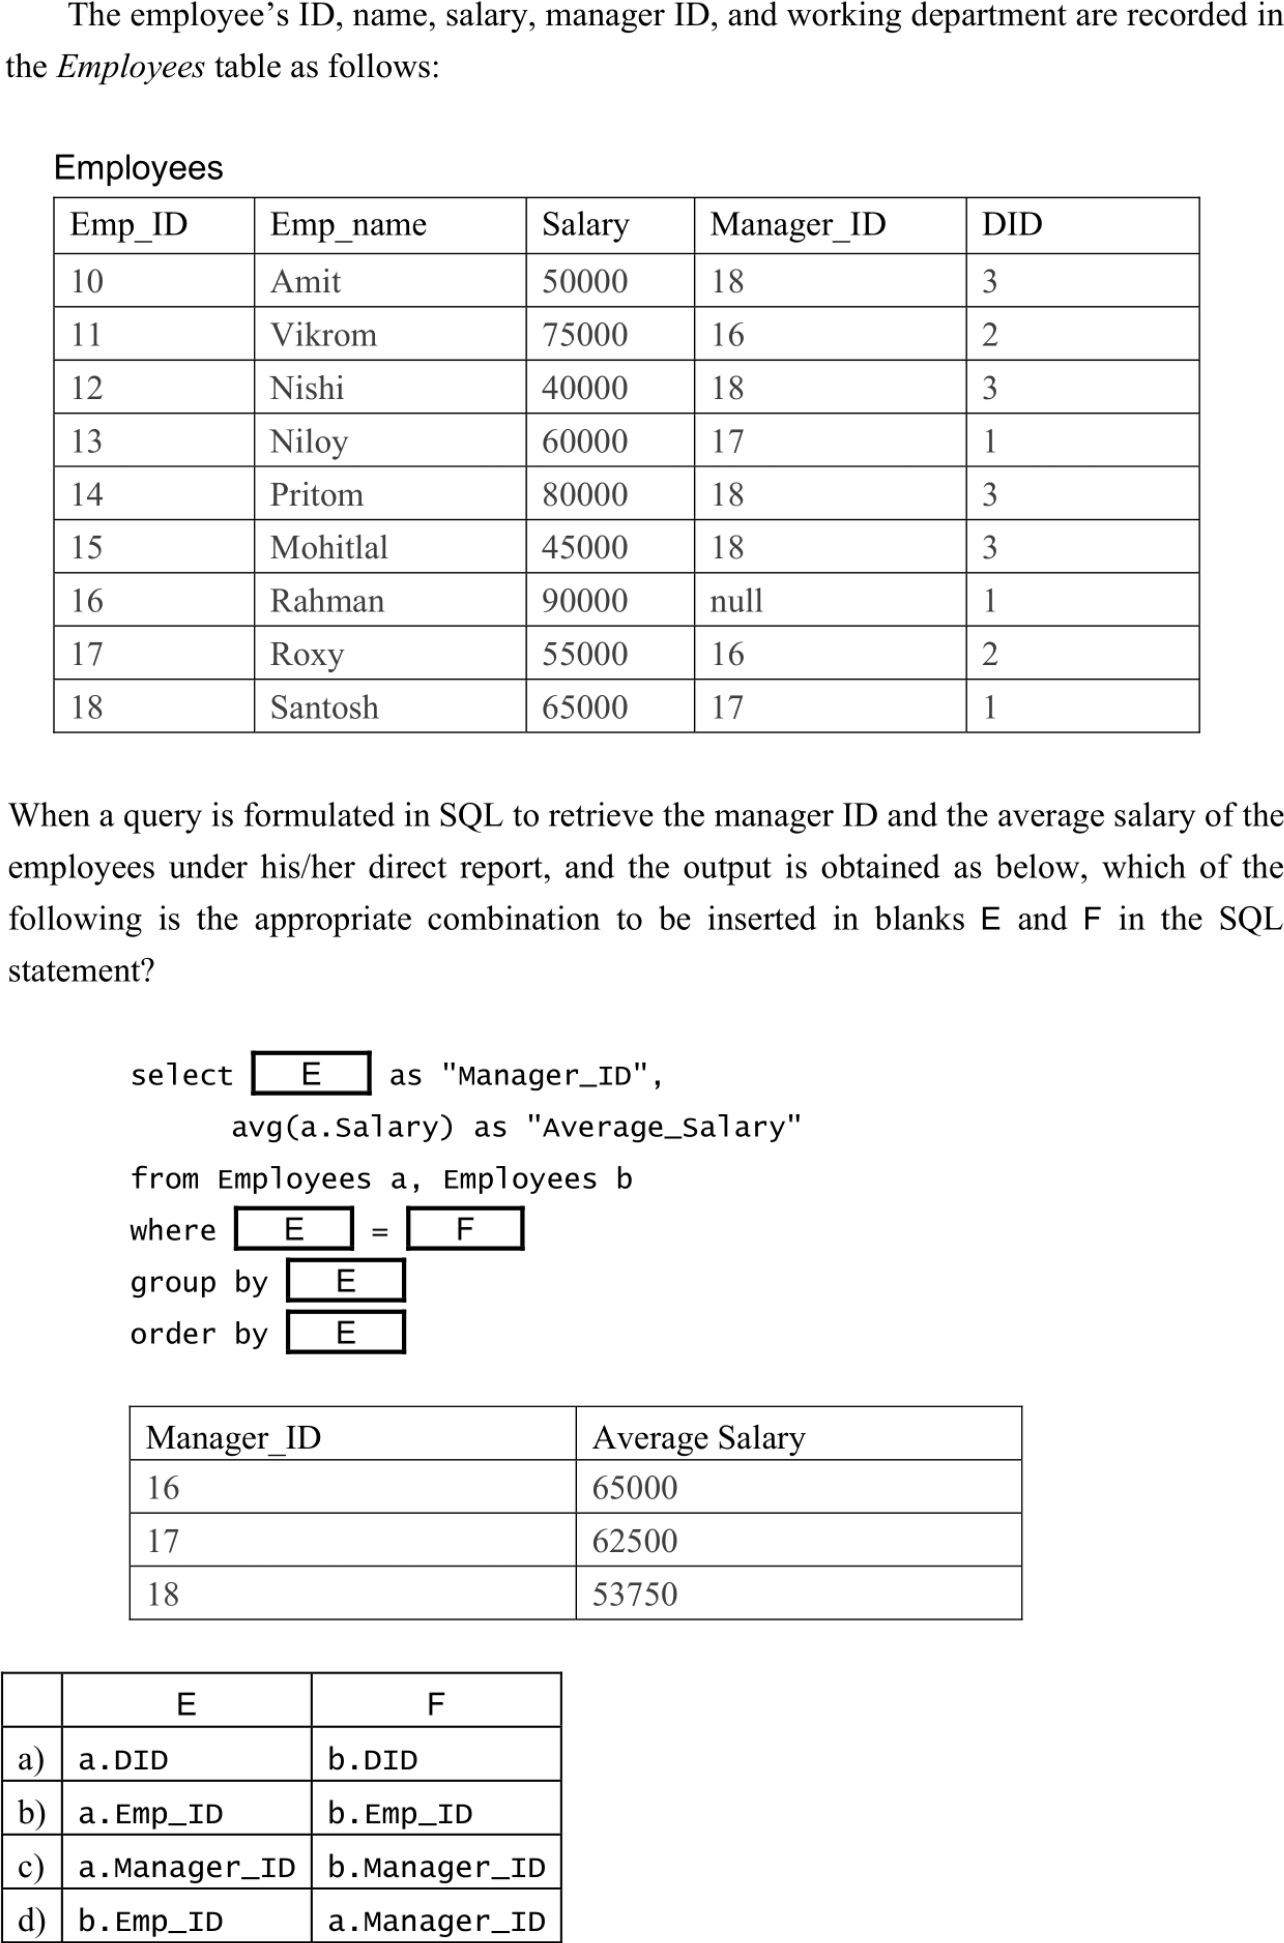 The employee’s ID, name, salary, manager ID, and working department are recorded in
the Employees table as follows:
Employees
Emp_ID Emp_name Salary Manager_ID DID
10 Amit 50000 18 3
11 Vikrom 75000 16 2
12 Nishi 40000 18 3
13 Niloy 60000 17 1
14 Pritom 80000 18 3
15 Mohitlal 45000 18 3
16 Rahman 90000 null 1
17 Roxy 55000 16 2
18 Santosh 65000 17 1
When a query is formulated in SQL to retrieve the manager ID and the average salary of the
employees under his/her direct report, and the output is obtained as below, which of the
following is the appropriate combination to be inserted in blanks E and F in the SQL
statement?
select E as "Manager_ID",
avg(a.Salary) as "Average_Salary"
from Employees a, Employees b
where E = F
group by E
order by E
Manager_ID Average Salary
16 65000
17 62500
18 53750
E F
a) a.DID b.DID
b) a.Emp_ID b.Emp_ID
c) a.Manager_ID b.Manager_ID
d) b.Emp_ID a.Manager_ID